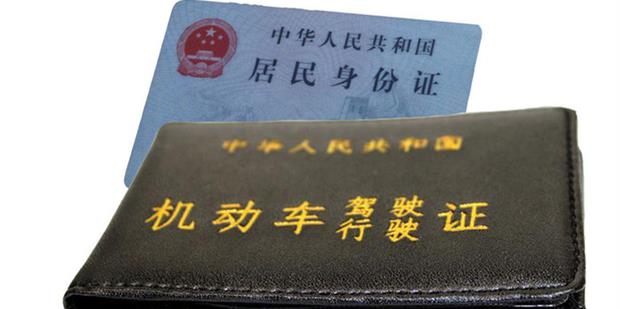 中华人民共和国
居民身份证
中华人民共和国
机动车驾驶证
行驶